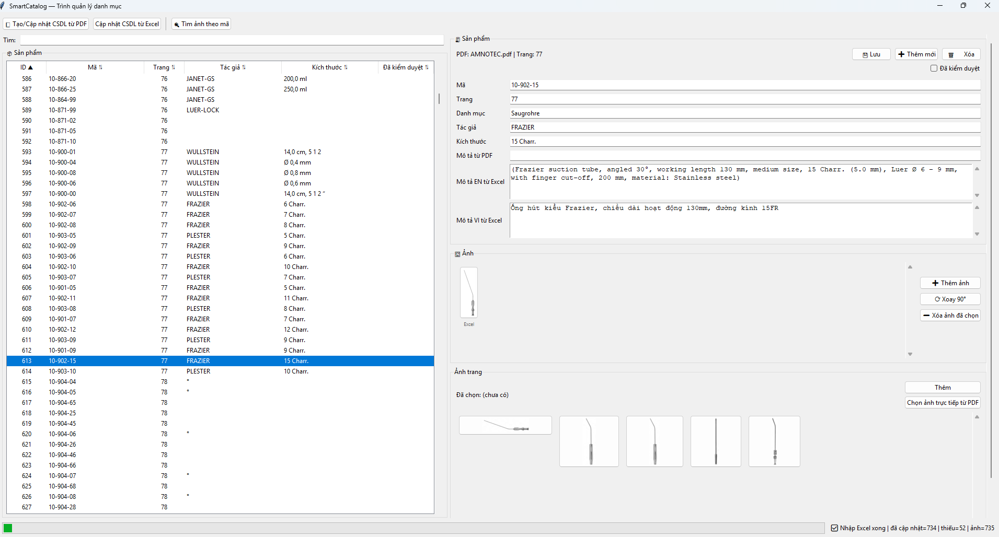 SmartCatalog — Trình quản lý danh mục
Tạo/Cập nhật CSDL từ PDF
Cập nhật CSDL từ Excel
Tìm ảnh theo mã
Tìm:
Sản phẩm
ID ▲ Mã ⇅ Trang ⇅ Tác giả ⇅ Kích thước ⇅ Đã kiểm duyệt ⇅
586 10-866-20 76 JANET-GS 200,0 ml
587 10-866-25 76 JANET-GS 250,0 ml
588 10-864-99 76 JANET-GS
589 10-871-99 76 LUER-LOCK
590 10-871-02 76
591 10-871-05 76
592 10-871-10 76
593 10-900-01 77 WULLSTEIN 14,0 cm, 5 1 2
594 10-900-04 77 WULLSTEIN Ø 0,4 mm
595 10-900-08 77 WULLSTEIN Ø 0,8 mm
596 10-900-06 77 WULLSTEIN Ø 0,6 mm
597 10-900-00 77 WULLSTEIN 14,0 cm, 5 1 2 “
598 10-902-06 77 FRAZIER 6 Charr.
599 10-902-07 77 FRAZIER 7 Charr.
600 10-902-08 77 FRAZIER 8 Charr.
601 10-903-05 77 PLESTER 5 Charr.
602 10-902-09 77 FRAZIER 9 Charr.
603 10-903-06 77 PLESTER 6 Charr.
604 10-902-10 77 FRAZIER 10 Charr.
605 10-903-07 77 PLESTER 7 Charr.
606 10-901-05 77 FRAZIER 5 Charr.
607 10-902-11 77 FRAZIER 11 Charr.
608 10-903-08 77 PLESTER 8 Charr.
609 10-901-07 77 FRAZIER 7 Charr.
610 10-902-12 77 FRAZIER 12 Charr.
611 10-903-09 77 PLESTER 9 Charr.
612 10-901-09 77 FRAZIER 9 Charr.
613 10-902-15 77 FRAZIER 15 Charr.
614 10-903-10 77 PLESTER 10 Charr.
615 10-904-04 78 °
616 10-904-05 78 °
617 10-904-65 78
618 10-904-25 78
619 10-904-45 78
620 10-904-06 78 °
621 10-904-26 78
622 10-904-46 78
623 10-904-66 78
624 10-904-07 78 °
625 10-904-68 78
626 10-904-08 78 °
627 10-904-28 78
Sản phẩm
PDF: AMNOTEC.pdf | Trang: 77
Lưu
Thêm mới
Xóa
Đã kiểm duyệt
Mã 10-902-15
Trang 77
Danh mục Saugrohre
Tác giả FRAZIER
Kích thước 15 Charr.
Mô tả từ PDF
Mô tả EN từ Excel
(Frazier suction tube, angled 30°, working length 130 mm, medium size, 15 Charr. (5.0 mm), Luer Ø 6 – 9 mm,
with finger cut-off, 200 mm, material: Stainless steel)
Mô tả VI từ Excel
Ống hút kiểu Frazier, chiều dài hoạt động 130mm, đường kính 15FR
Ảnh
Excel
Thêm ảnh
⟳ Xoay 90°
Xóa ảnh đã chọn
Ảnh trang
Đã chọn: (chưa có)
Thêm
Chọn ảnh trực tiếp từ PDF
Nhập Excel xong | đã cập nhật=734 | thiếu=52 | ảnh=735